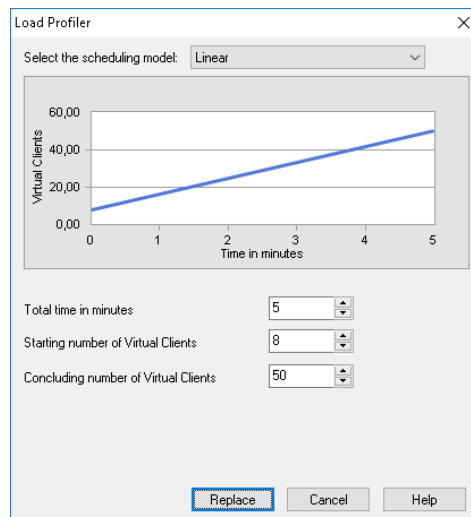 Load Profiler
Select the scheduling model: Linear
60,00
40,00
20,00
0,00
Virtual Clients
0 1 2 3 4 5
Time in minutes
Total time in minutes 5
Starting number of Virtual Clients 8
Concluding number of Virtual Clients 50
Replace Cancel Help